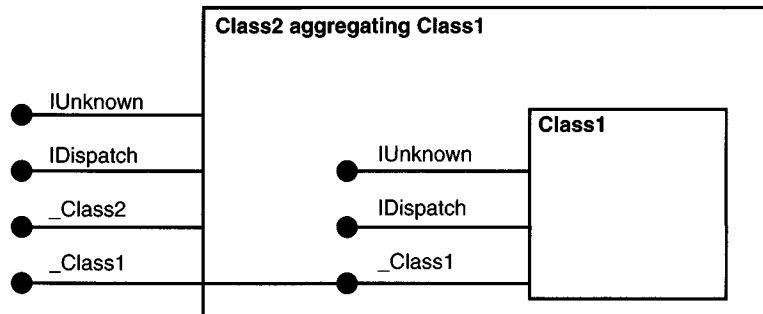 Class2 aggregating Class1
IUnknown
Class1
IDispatch
IUnknown
_Class2
IDispatch
_Class1
_Class1